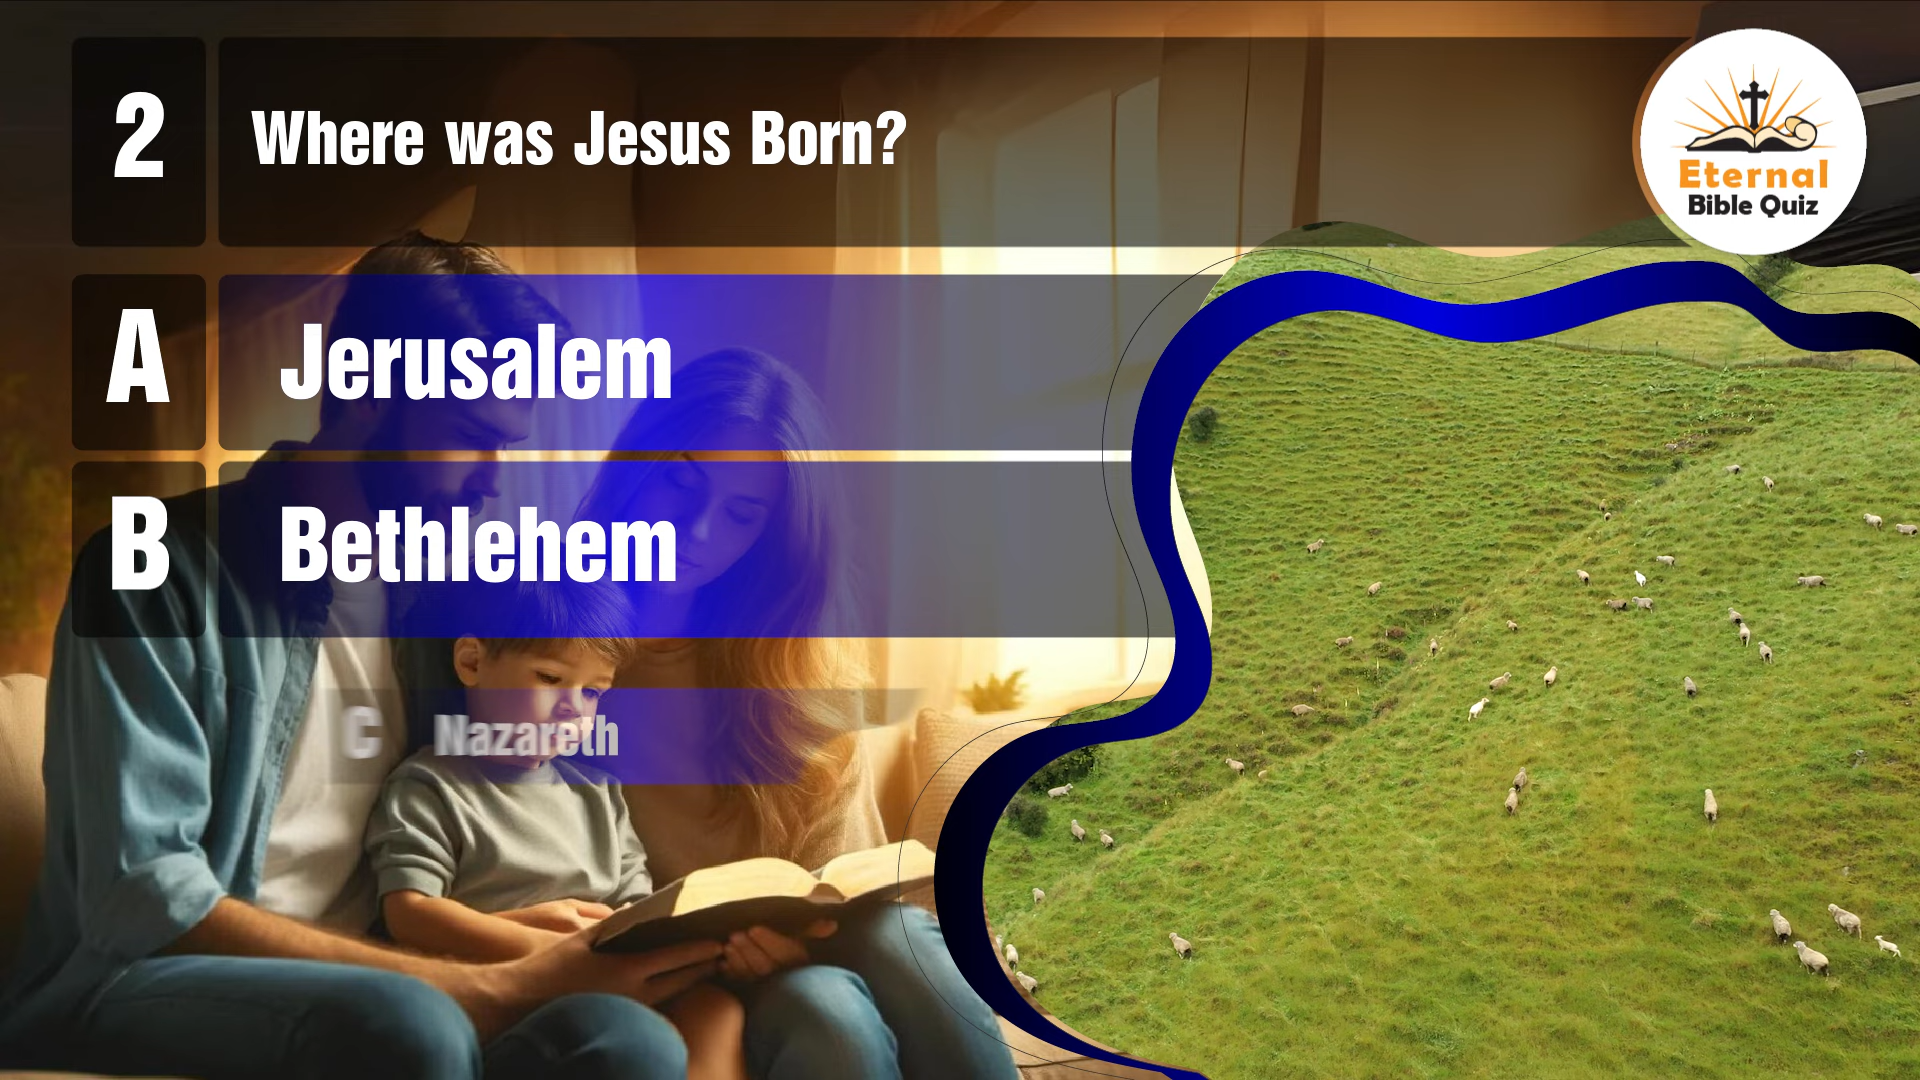 2 Where was Jesus Born?
Eternal
Bible Quiz
A Jerusalem
B Bethlehem
C Nazareth